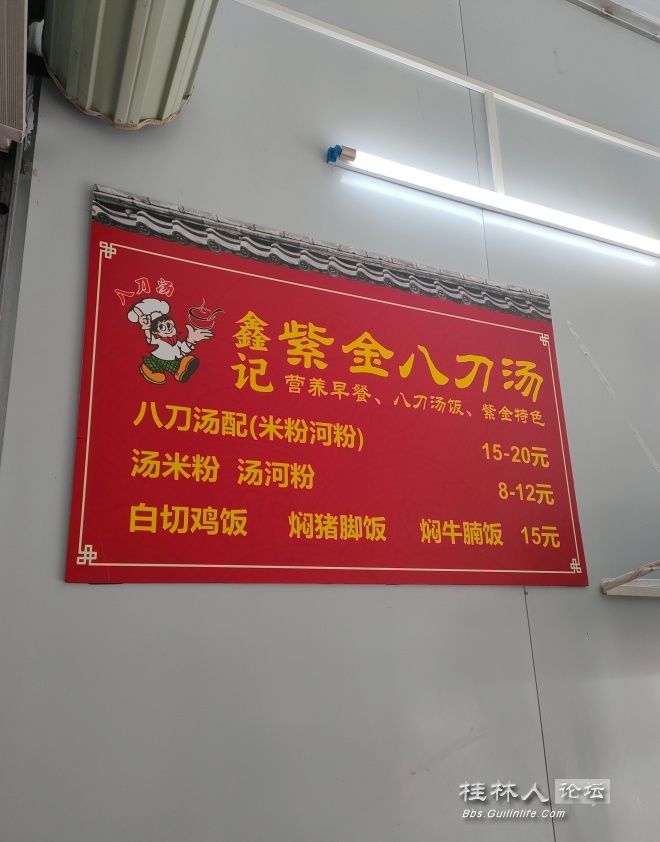 八刀汤
鑫记
紫金八刀汤
营养早餐、八刀汤饭、紫金特色
八刀汤配(米粉河粉) 15-20元
汤米粉 汤河粉 8-12元
白切鸡饭 焖猪脚饭 焖牛腩饭 15元
桂林人论坛
Bbs.Guilinlife.Com